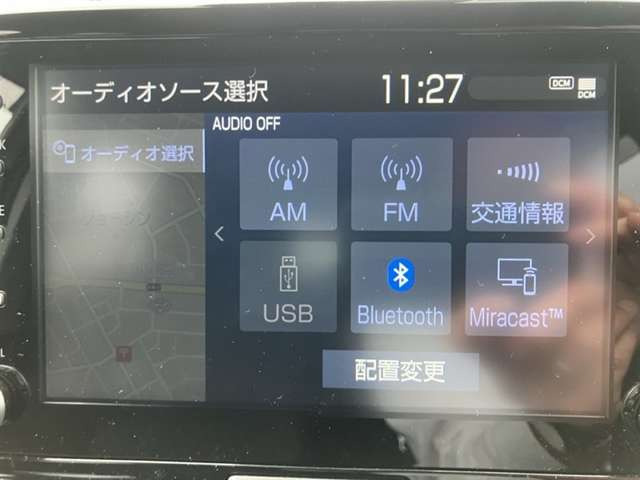 オーディオソース選択 11:27 DCM DCM
AUDIO OFF
オーディオ選択
AM FM 交通情報
USB Bluetooth Miracast™
配置変更
K
E
L